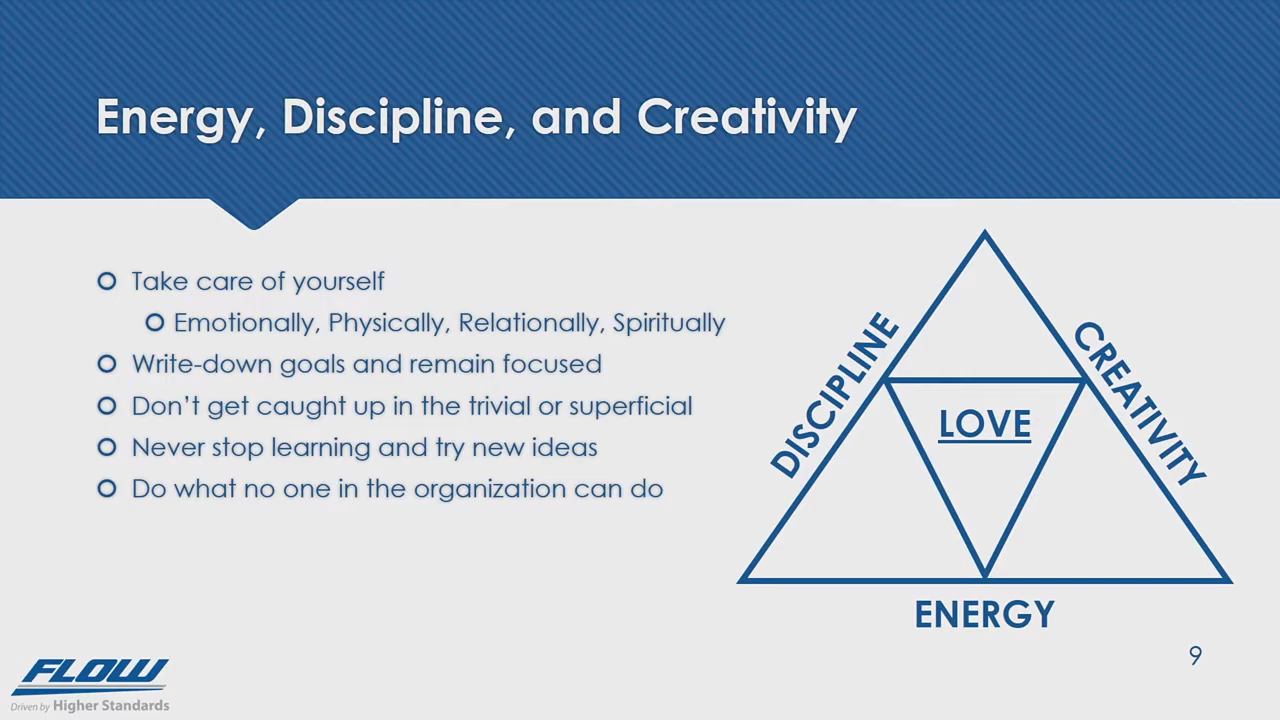 Energy, Discipline, and Creativity
Take care of yourself
Emotionally, Physically, Relationally, Spiritually
Write-down goals and remain focused
Don’t get caught up in the trivial or superficial
Never stop learning and try new ideas
Do what no one in the organization can do
DISCIPLINE
CREATIVITY
LOVE
ENERGY
9
FLOW
Driven by Higher Standards